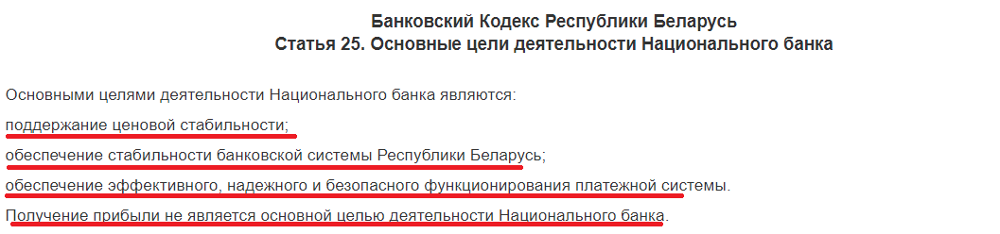 Банковский Кодекс Республики Беларусь
Статья 25. Основные цели деятельности Национального банка
Основными целями деятельности Национального банка являются:
поддержание ценовой стабильности;
обеспечение стабильности банковской системы Республики Беларусь;
обеспечение эффективного, надежного и безопасного функционирования платежной системы.
Получение прибыли не является основной целью деятельности Национального банка.